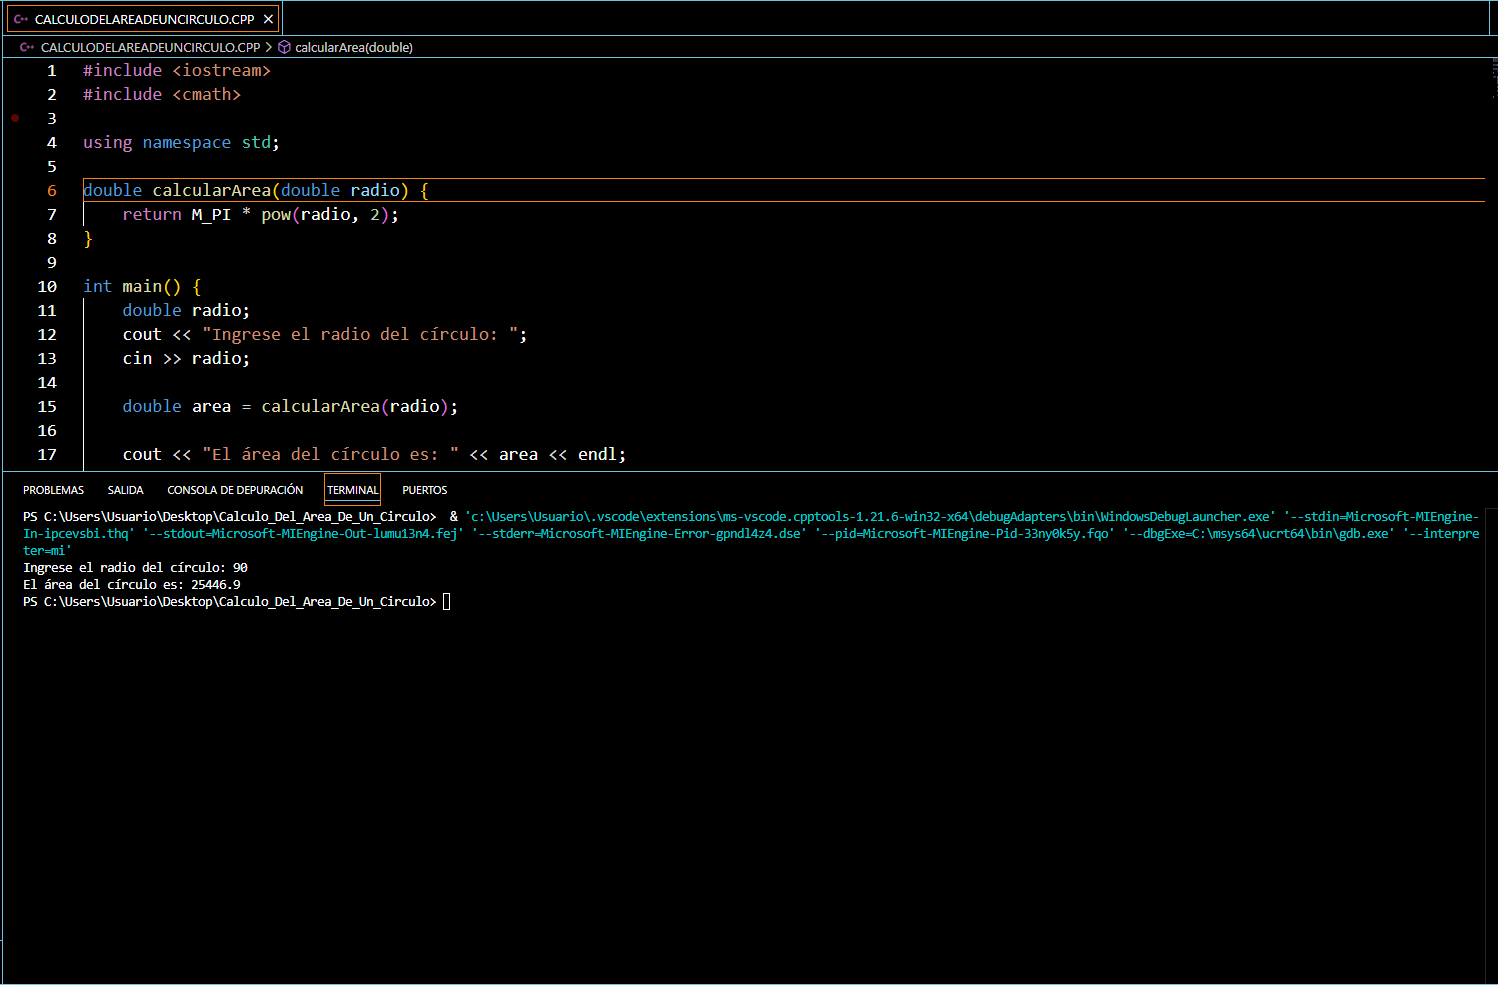 C++ CALCULODELAREADEUNCIRCULO.CPP ×
C++ CALCULODELAREADEUNCIRCULO.CPP > calcularArea(double)
1 #include <iostream>
2 #include <cmath>
3
4 using namespace std;
5
6 double calcularArea(double radio) {
7 return M_PI * pow(radio, 2);
8 }
9
10 int main() {
11 double radio;
12 cout << "Ingrese el radio del círculo: ";
13 cin >> radio;
14
15 double area = calcularArea(radio);
16
17 cout << "El área del círculo es: " << area << endl;
PROBLEMAS SALIDA CONSOLA DE DEPURACIÓN TERMINAL PUERTOS
PS C:\Users\Usuario\Desktop\Calculo_Del_Area_De_Un_Circulo>  & 'c:\Users\Usuario\.vscode\extensions\ms-vscode.cpptools-1.21.6-win32-x64\debugAdapters\bin\WindowsDebugLauncher.exe' '--stdin=Microsoft-MIEngine-
In-ipcevsbi.thq' '--stdout=Microsoft-MIEngine-Out-lumu13n4.fej' '--stderr=Microsoft-MIEngine-Error-gpndl4z4.dse' '--pid=Microsoft-MIEngine-Pid-33ny0k5y.fqo' '--dbgExe=C:\msys64\ucrt64\bin\gdb.exe' '--interpre
ter=mi'
Ingrese el radio del círculo: 90
El área del círculo es: 25446.9
PS C:\Users\Usuario\Desktop\Calculo_Del_Area_De_Un_Circulo>